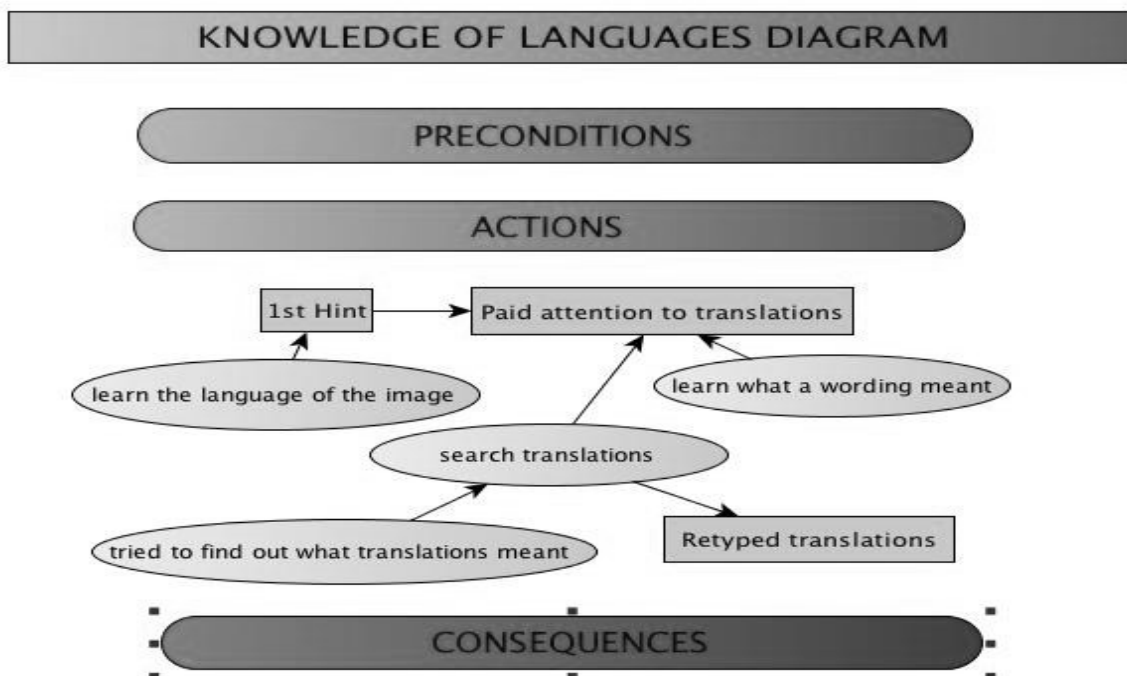 KNOWLEDGE OF LANGUAGES DIAGRAM
PRECONDITIONS
ACTIONS
1st Hint
Paid attention to translations
learn the language of the image
learn what a wording meant
search translations
Retyped translations
tried to find out what translations meant
CONSEQUENCES